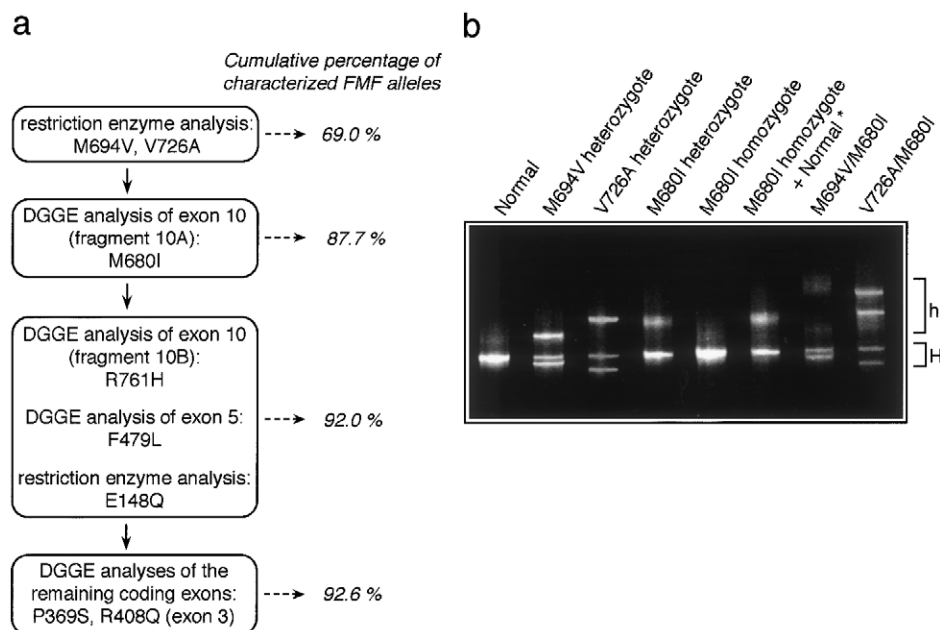 a
Cumulative percentage of
characterized FMF alleles
restriction enzyme analysis:
M694V, V726A
69.0 %
DGGE analysis of exon 10
(fragment 10A):
M680I
87.7 %
DGGE analysis of exon 10
(fragment 10B):
R761H
DGGE analysis of exon 5:
F479L
92.0 %
restriction enzyme analysis:
E148Q
DGGE analyses of the
remaining coding exons:
P369S, R408Q (exon 3)
92.6 %
b
Normal
M694V heterozygote
V726A heterozygote
M680I heterozygote
M680I homozygote
M680I homozygote
+ Normal *
M694V/M680I
V726A/M680I
h
H